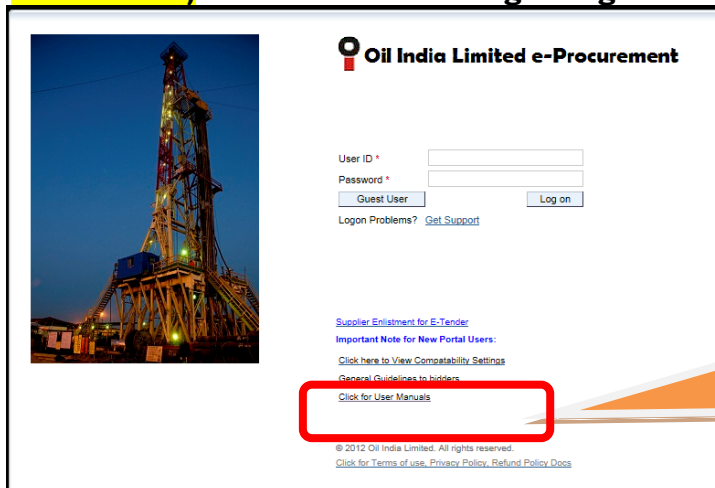 Oil India Limited e-Procurement
User ID *
Password *
Guest User Log on
Logon Problems? Get Support
Supplier Enlistment for E-Tender
Important Note for New Portal Users:
Click here to View Compatability Settings
General Guidelines to bidders
Click for User Manuals
© 2012 Oil India Limited. All rights reserved.
Click for Terms of use, Privacy Policy, Refund Policy Docs